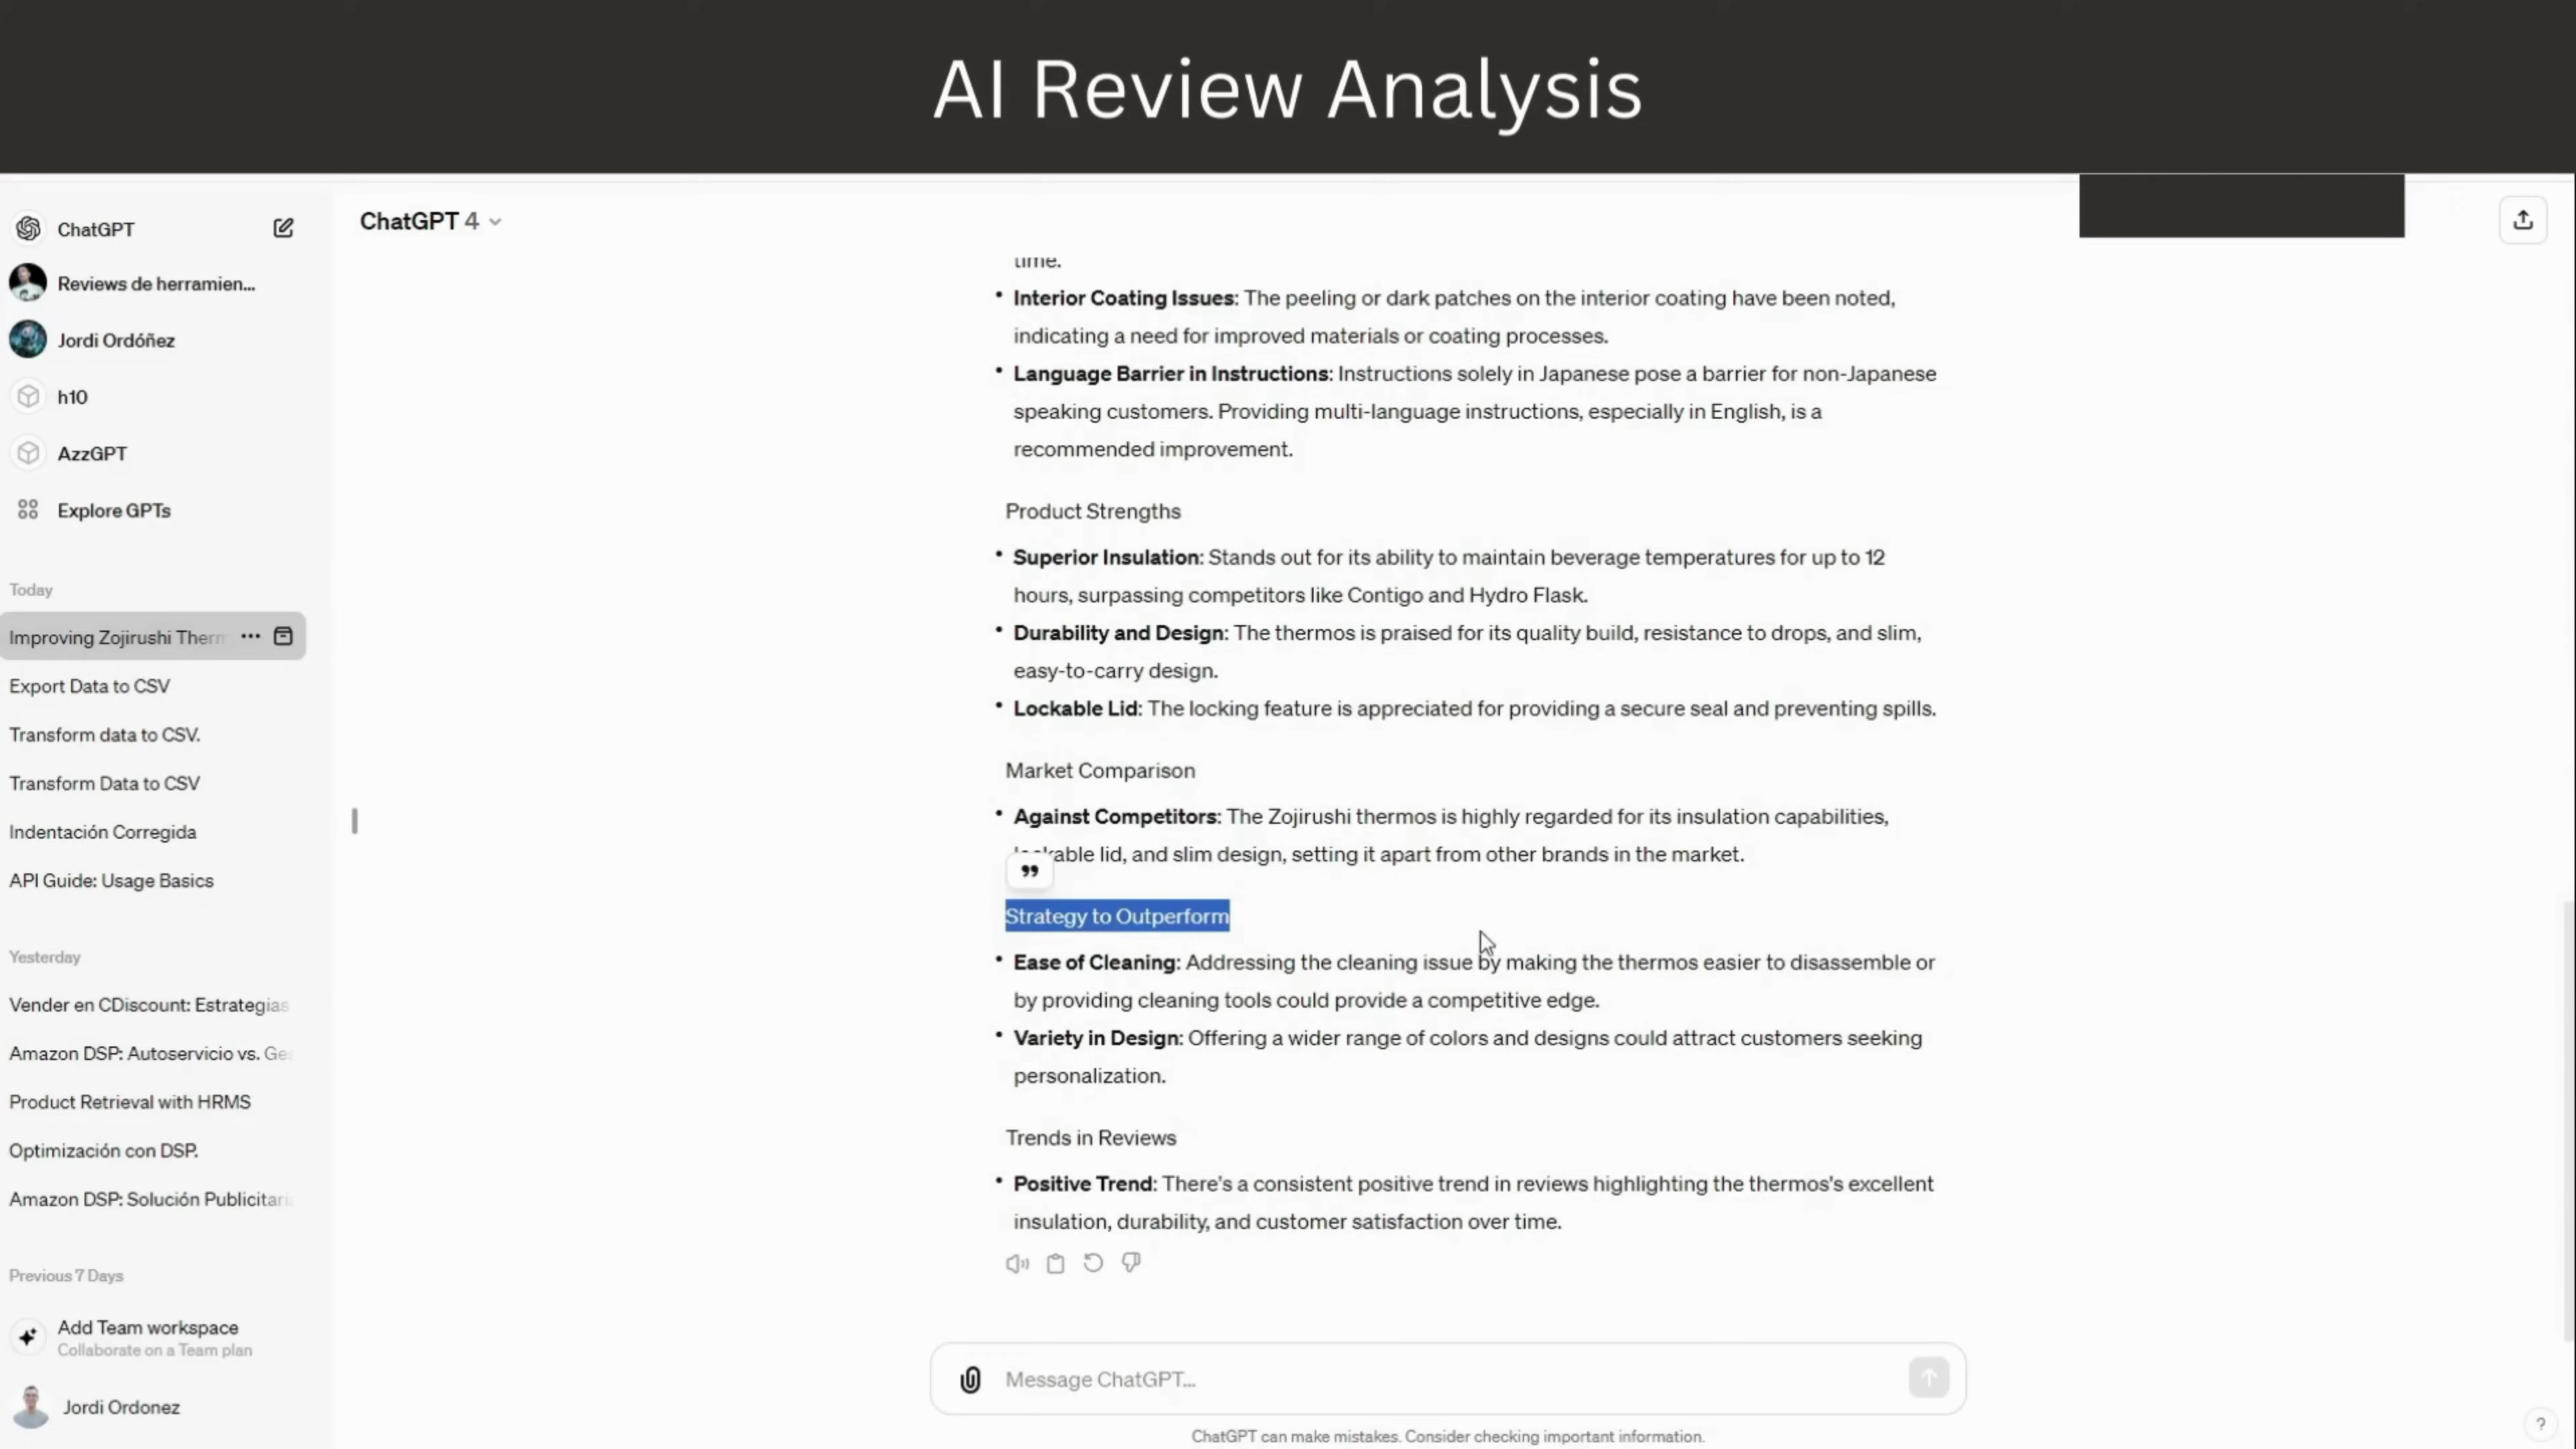 AI Review Analysis
ChatGPT
Reviews de herramien...
Jordi Ordóñez
h10
AzzGPT
Explore GPTs
Today
Improving Zojirushi Therm
Export Data to CSV
Transform data to CSV.
Transform Data to CSV
Indentación Corregida
API Guide: Usage Basics
Yesterday
Vender en CDiscount: Estrategias
Amazon DSP: Autoservicio vs. Ge
Product Retrieval with HRMS
Optimización con DSP.
Amazon DSP: Solución Publicitari
Previous 7 Days
Add Team workspace
Collaborate on a Team plan
Jordi Ordonez
ChatGPT 4
time.
• Interior Coating Issues: The peeling or dark patches on the interior coating have been noted,
indicating a need for improved materials or coating processes.
• Language Barrier in Instructions: Instructions solely in Japanese pose a barrier for non-Japanese
speaking customers. Providing multi-language instructions, especially in English, is a
recommended improvement.
Product Strengths
• Superior Insulation: Stands out for its ability to maintain beverage temperatures for up to 12
hours, surpassing competitors like Contigo and Hydro Flask.
• Durability and Design: The thermos is praised for its quality build, resistance to drops, and slim,
easy-to-carry design.
• Lockable Lid: The locking feature is appreciated for providing a secure seal and preventing spills.
Market Comparison
• Against Competitors: The Zojirushi thermos is highly regarded for its insulation capabilities,
lockable lid, and slim design, setting it apart from other brands in the market.
Strategy to Outperform
• Ease of Cleaning: Addressing the cleaning issue by making the thermos easier to disassemble or
by providing cleaning tools could provide a competitive edge.
• Variety in Design: Offering a wider range of colors and designs could attract customers seeking
personalization.
Trends in Reviews
• Positive Trend: There's a consistent positive trend in reviews highlighting the thermos's excellent
insulation, durability, and customer satisfaction over time.
Message ChatGPT...
ChatGPT can make mistakes. Consider checking important information.
?